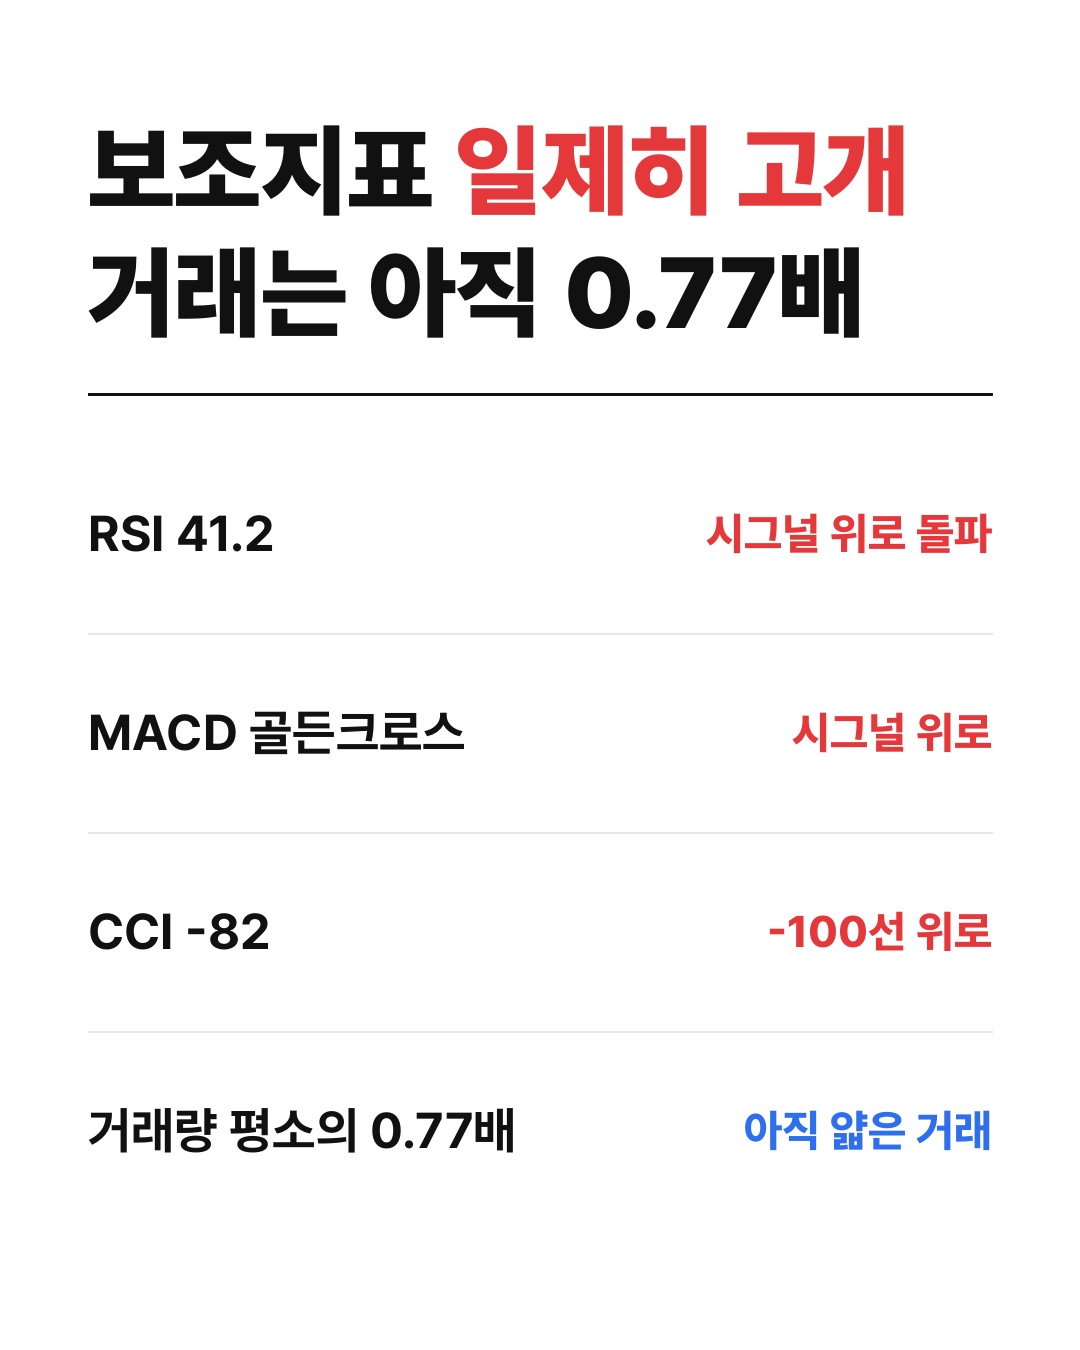 보조지표 일제히 고개
거래는 아직 0.77배
RSI 41.2 시그널 위로 돌파
MACD 골든크로스 시그널 위로
CCI -82 -100선 위로
거래량 평소의 0.77배 아직 얇은 거래